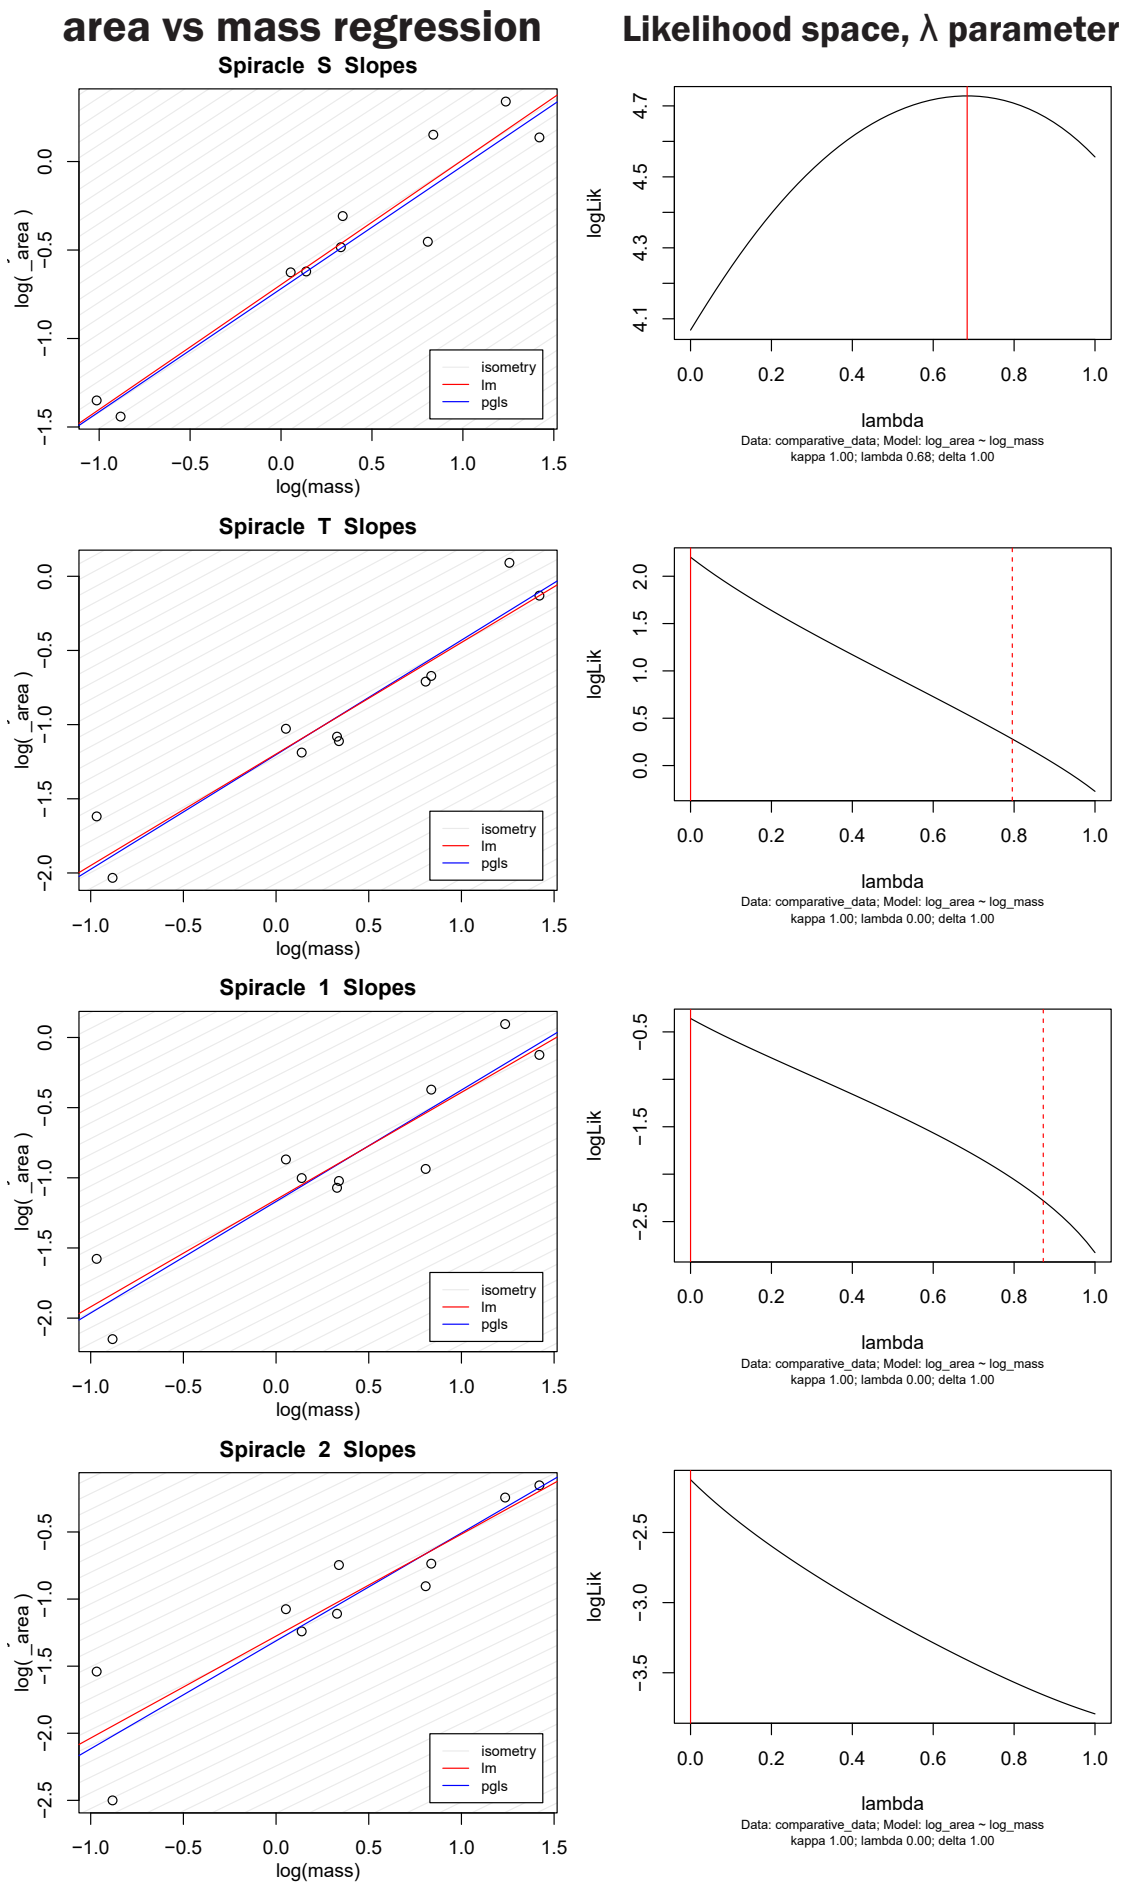 area vs mass regression
Likelihood space, λ parameter
Spiracle S Slopes
log( _area )
0.0
−0.5
−1.0
−1.5
isometry
lm
pgls
−1.0 −0.5 0.0 0.5 1.0 1.5
log(mass)
logLik
4.7
4.5
4.3
4.1
0.0 0.2 0.4 0.6 0.8 1.0
lambda
Data: comparative_data; Model: log_area ~ log_mass
kappa 1.00; lambda 0.68; delta 1.00
Spiracle T Slopes
log( _area )
0.0
−0.5
−1.0
−1.5
−2.0
isometry
lm
pgls
−1.0 −0.5 0.0 0.5 1.0 1.5
log(mass)
logLik
2.0
1.5
1.0
0.5
0.0
0.0 0.2 0.4 0.6 0.8 1.0
lambda
Data: comparative_data; Model: log_area ~ log_mass
kappa 1.00; lambda 0.00; delta 1.00
Spiracle 1 Slopes
log( _area )
0.0
−0.5
−1.0
−1.5
−2.0
isometry
lm
pgls
−1.0 −0.5 0.0 0.5 1.0 1.5
log(mass)
logLik
−0.5
−1.5
−2.5
0.0 0.2 0.4 0.6 0.8 1.0
lambda
Data: comparative_data; Model: log_area ~ log_mass
kappa 1.00; lambda 0.00; delta 1.00
Spiracle 2 Slopes
log( _area )
−0.5
−1.0
−1.5
−2.0
−2.5
isometry
lm
pgls
−1.0 −0.5 0.0 0.5 1.0 1.5
log(mass)
logLik
−2.5
−3.0
−3.5
0.0 0.2 0.4 0.6 0.8 1.0
lambda
Data: comparative_data; Model: log_area ~ log_mass
kappa 1.00; lambda 0.00; delta 1.00